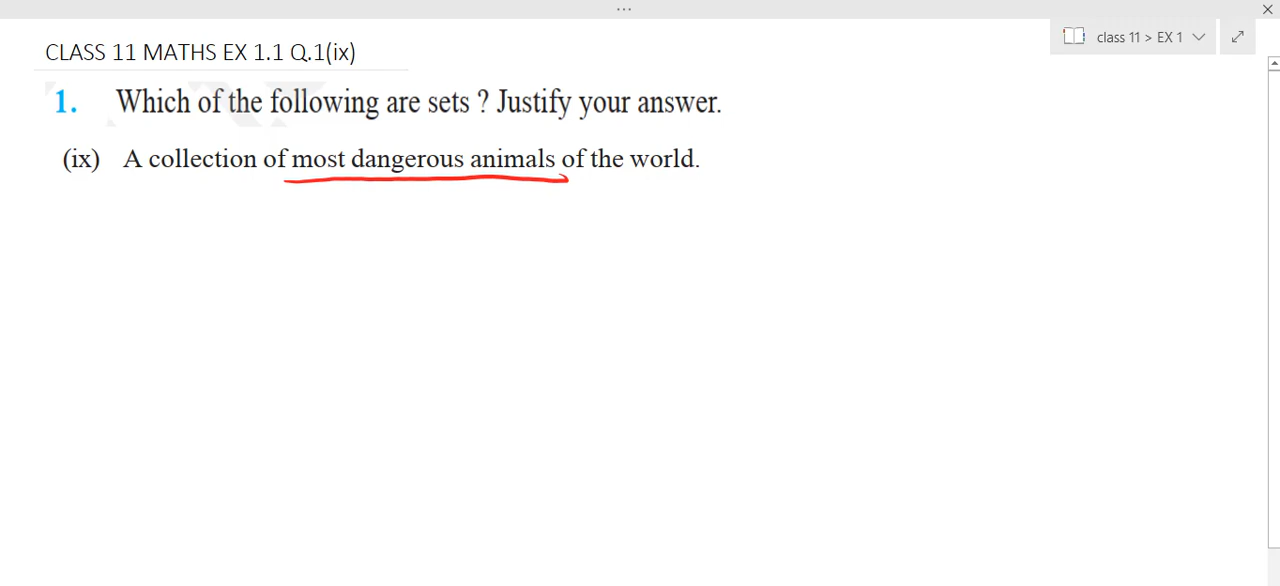 ...
class 11 > EX 1
CLASS 11 MATHS EX 1.1 Q.1(ix)
1. Which of the following are sets ? Justify your answer.
(ix) A collection of most dangerous animals of the world.